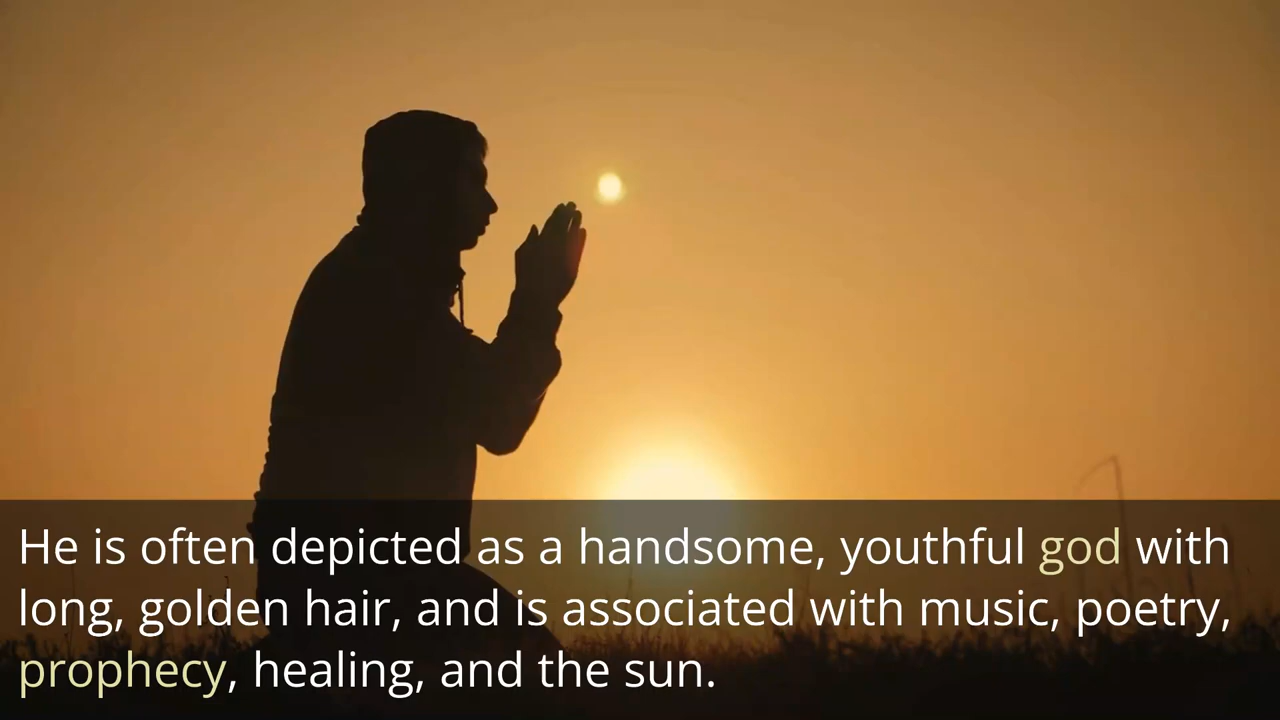 He is often depicted as a handsome, youthful god with
long, golden hair, and is associated with music, poetry,
prophecy, healing, and the sun.